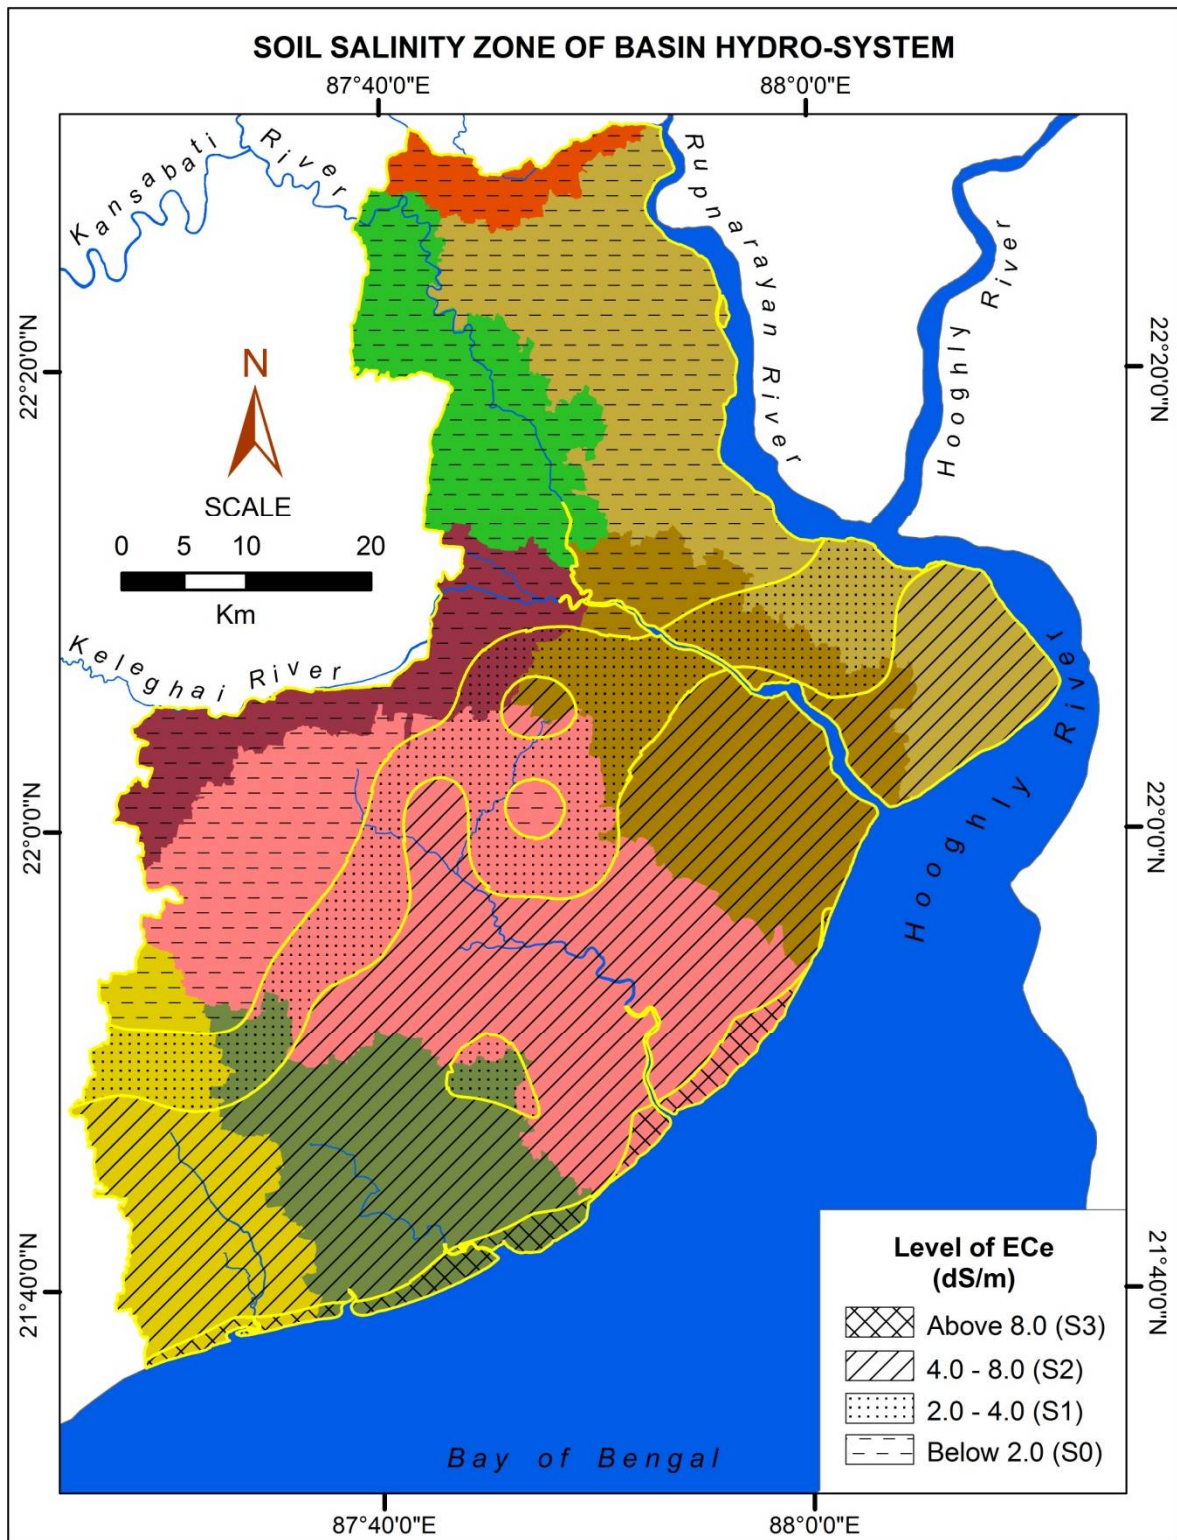 SOIL SALINITY ZONE OF BASIN HYDRO-SYSTEM
87°40'0"E
88°0'0"E
Kansabati River
Rupnarayan River
Hooghly River
22°20'0"N
22°20'0"N
N
SCALE
0 5 10 20
Km
Keleghai River
Hooghly River
22°0'0"N
22°0'0"N
21°40'0"N
21°40'0"N
Level of ECe
(dS/m)
Above 8.0 (S3)
4.0 - 8.0 (S2)
2.0 - 4.0 (S1)
Below 2.0 (S0)
Bay of Bengal
87°40'0"E
88°0'0"E